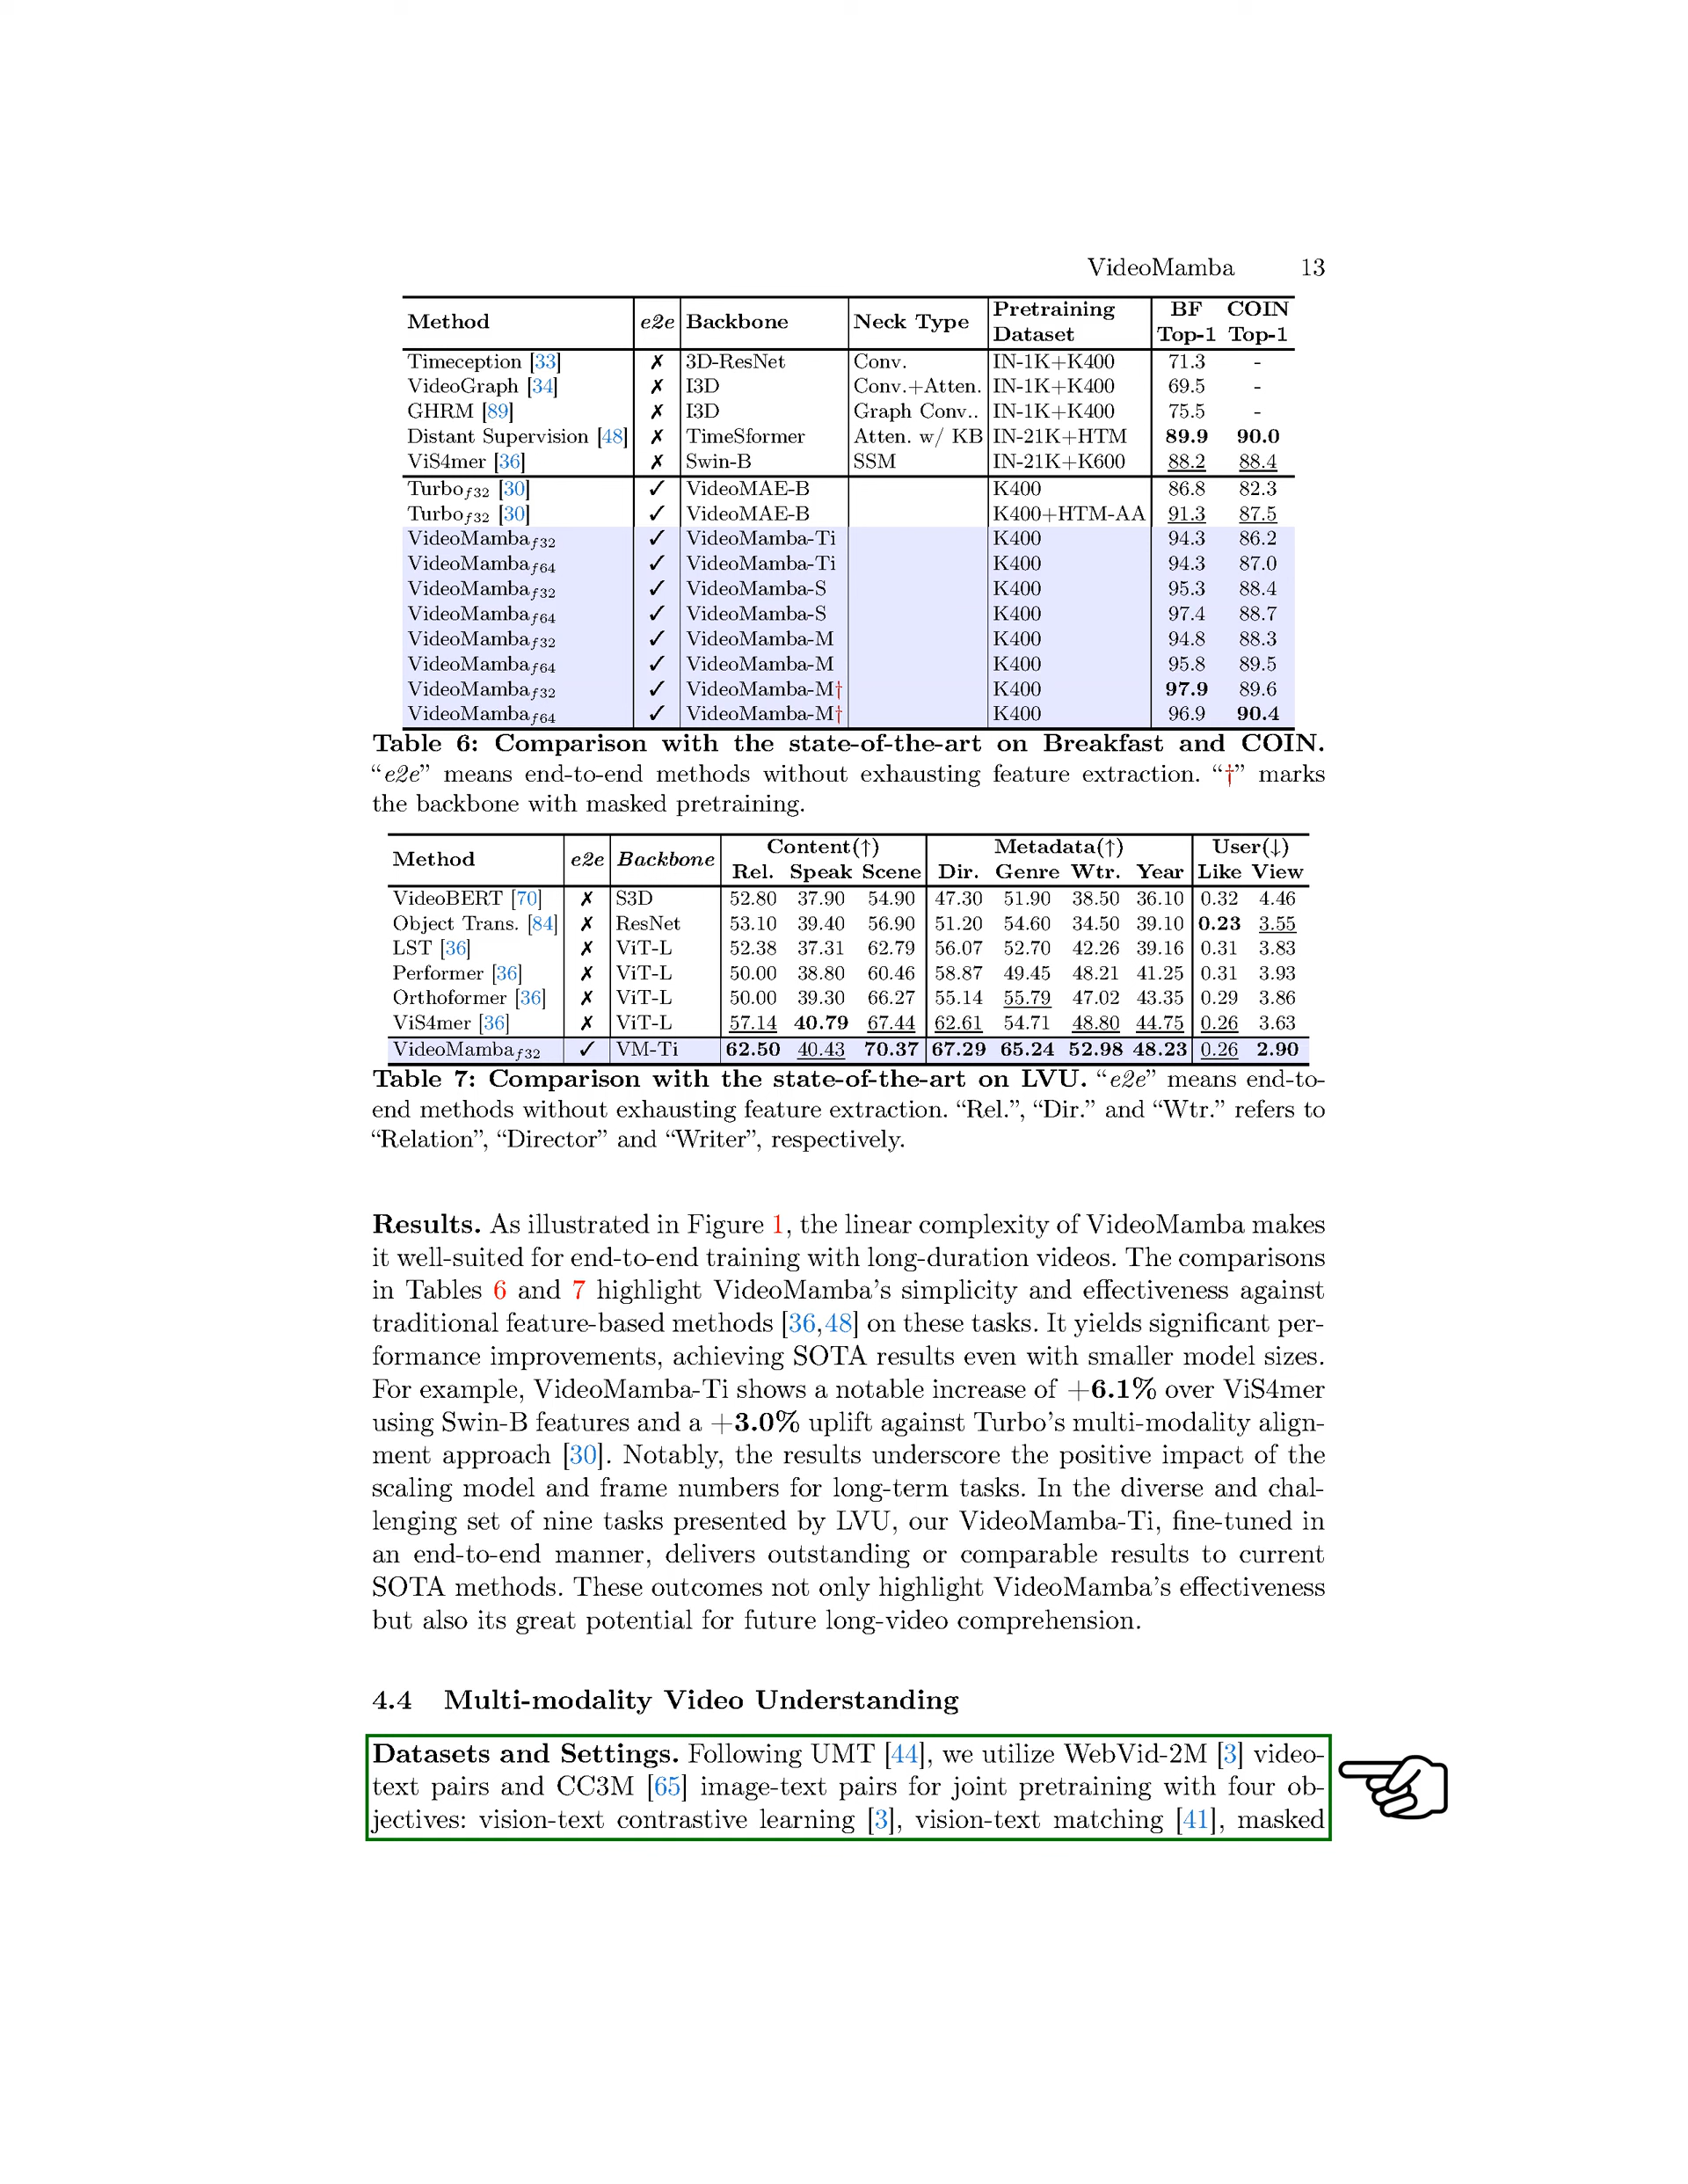 VideoMamba 13
Method e2e Backbone Neck Type Pretraining Dataset BF Top-1 COIN Top-1
Timeception [33] ✗ 3D-ResNet Conv. IN-1K+K400 71.3 -
VideoGraph [34] ✗ I3D Conv.+Atten. IN-1K+K400 69.5 -
GHRM [89] ✗ I3D Graph Conv.. IN-1K+K400 75.5 -
Distant Supervision [48] ✗ TimeSformer Atten. w/ KB IN-21K+HTM 89.9 90.0
ViS4mer [36] ✗ Swin-B SSM IN-21K+K600 88.2 88.4
Turbof32 [30] ✓ VideoMAE-B K400 86.8 82.3
Turbof32 [30] ✓ VideoMAE-B K400+HTM-AA 91.3 87.5
VideoMambaf32 ✓ VideoMamba-Ti K400 94.3 86.2
VideoMambaf64 ✓ VideoMamba-Ti K400 94.3 87.0
VideoMambaf32 ✓ VideoMamba-S K400 95.3 88.4
VideoMambaf64 ✓ VideoMamba-S K400 97.4 88.7
VideoMambaf32 ✓ VideoMamba-M K400 94.8 88.3
VideoMambaf64 ✓ VideoMamba-M K400 95.8 89.5
VideoMambaf32 ✓ VideoMamba-M† K400 97.9 89.6
VideoMambaf64 ✓ VideoMamba-M† K400 96.9 90.4
Table 6: Comparison with the state-of-the-art on Breakfast and COIN.
“e2e” means end-to-end methods without exhausting feature extraction. “†” marks
the backbone with masked pretraining.
Method e2e Backbone Content(↑) Metadata(↑) User(↓)
Rel. Speak Scene Dir. Genre Wtr. Year Like View
VideoBERT [70] ✗ S3D 52.80 37.90 54.90 47.30 51.90 38.50 36.10 0.32 4.46
Object Trans. [84] ✗ ResNet 53.10 39.40 56.90 51.20 54.60 34.50 39.10 0.23 3.55
LST [36] ✗ ViT-L 52.38 37.31 62.79 56.07 52.70 42.26 39.16 0.31 3.83
Performer [36] ✗ ViT-L 50.00 38.80 60.46 58.87 49.45 48.21 41.25 0.31 3.93
Orthoformer [36] ✗ ViT-L 50.00 39.30 66.27 55.14 55.79 47.02 43.35 0.29 3.86
ViS4mer [36] ✗ ViT-L 57.14 40.79 67.44 62.61 54.71 48.80 44.75 0.26 3.63
VideoMambaf32 ✓ VM-Ti 62.50 40.43 70.37 67.29 65.24 52.98 48.23 0.26 2.90
Table 7: Comparison with the state-of-the-art on LVU. “e2e” means end-to-
end methods without exhausting feature extraction. “Rel.”, “Dir.” and “Wtr.” refers to
“Relation”, “Director” and “Writer”, respectively.
Results. As illustrated in Figure 1, the linear complexity of VideoMamba makes
it well-suited for end-to-end training with long-duration videos. The comparisons
in Tables 6 and 7 highlight VideoMamba’s simplicity and effectiveness against
traditional feature-based methods [36,48] on these tasks. It yields significant per-
formance improvements, achieving SOTA results even with smaller model sizes.
For example, VideoMamba-Ti shows a notable increase of +6.1% over ViS4mer
using Swin-B features and a +3.0% uplift against Turbo’s multi-modality align-
ment approach [30]. Notably, the results underscore the positive impact of the
scaling model and frame numbers for long-term tasks. In the diverse and chal-
lenging set of nine tasks presented by LVU, our VideoMamba-Ti, fine-tuned in
an end-to-end manner, delivers outstanding or comparable results to current
SOTA methods. These outcomes not only highlight VideoMamba’s effectiveness
but also its great potential for future long-video comprehension.
4.4 Multi-modality Video Understanding
Datasets and Settings. Following UMT [44], we utilize WebVid-2M [3] video-
text pairs and CC3M [65] image-text pairs for joint pretraining with four ob-
jectives: vision-text contrastive learning [3], vision-text matching [41], masked